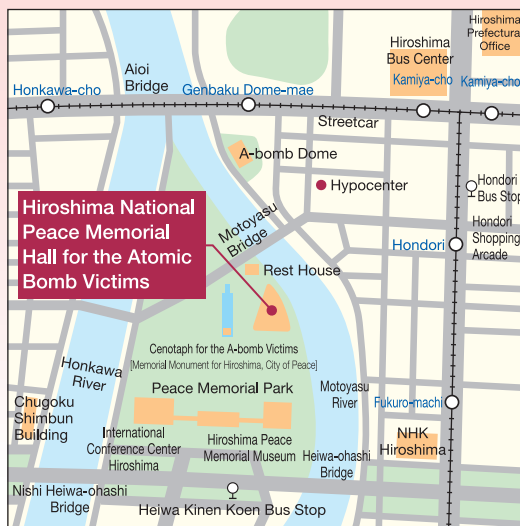 Hiroshima
Prefectural
Office
Hiroshima
Bus Center
Kamiya-cho
Kamiya-cho
Aioi
Bridge
Honkawa-cho
Genbaku Dome-mae
Streetcar
A-bomb Dome
Hypocenter
Hondori
Bus Stop
Hiroshima National
Peace Memorial
Hall for the Atomic
Bomb Victims
Motoyasu
Bridge
Hondori
Hondori
Shopping
Arcade
Rest House
Cenotaph for the A-bomb Victims
[Memorial Monument for Hiroshima, City of Peace]
Honkawa
River
Peace Memorial Park
Motoyasu
River
Fukuro-machi
Chugoku
Shimbun
Building
International
Conference Center
Hiroshima
Hiroshima Peace
Memorial Museum
Heiwa-ohashi
Bridge
NHK
Hiroshima
Nishi Heiwa-ohashi
Bridge
Heiwa Kinen Koen Bus Stop